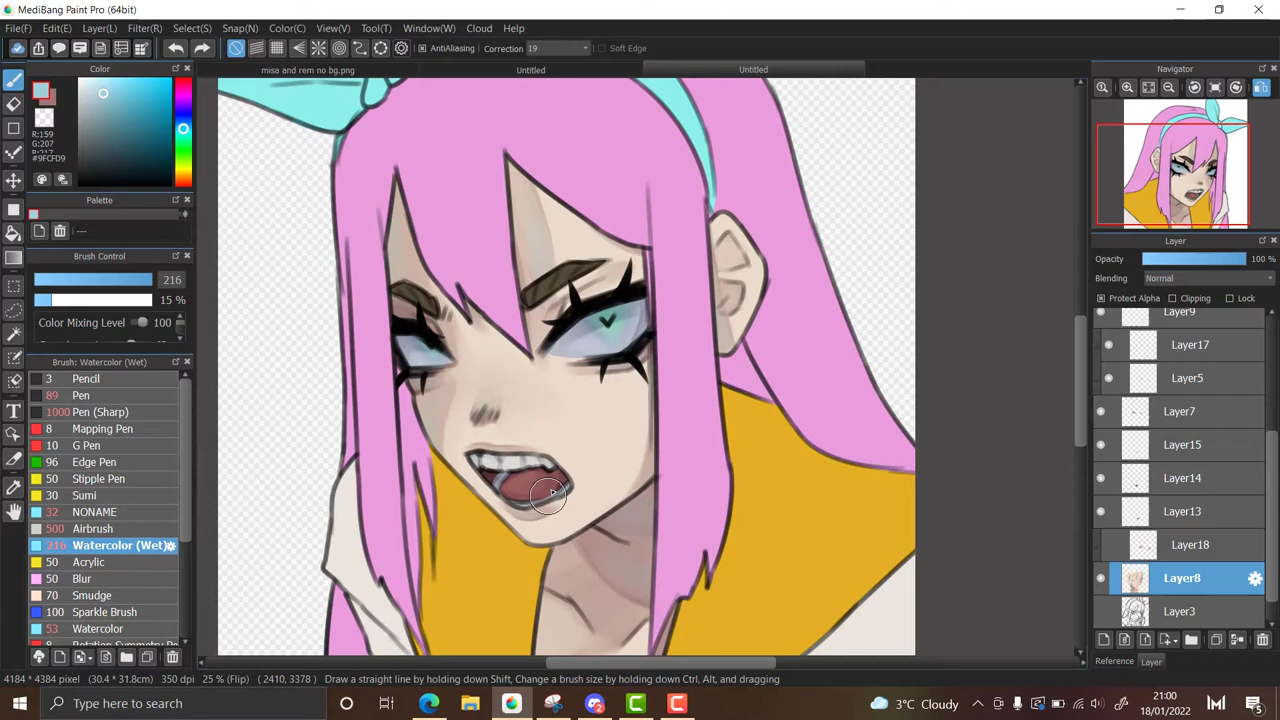 MediBang Paint Pro (64bit)
File(F) Edit(E) Layer(L) Filter(R) Select(S) Snap(N) Color(C) View(V) Tool(T) Window(W) Cloud Help
AntiAliasing Correction 19 Soft Edge
Color
misa and rem no bg.png Untitled Untitled
Navigator
R:159
G:207
B:217
#9FCFD9
Palette
---
Brush Control
216
15 %
Color Mixing Level 100
Brush: Watercolor (Wet)
3 Pencil
89 Pen
1000 Pen (Sharp)
8 Mapping Pen
10 G Pen
96 Edge Pen
50 Stipple Pen
30 Sumi
32 NONAME
500 Airbrush
216 Watercolor (Wet)
50 Acrylic
50 Blur
70 Smudge
100 Sparkle Brush
53 Watercolor
8 Rotation Symmetry Pe
Layer
Opacity 100 %
Blending Normal
Protect Alpha Clipping Lock
Layer9
Layer17
Layer5
Layer7
Layer15
Layer14
Layer13
Layer18
Layer8
Layer3
Reference Layer
4184 * 4384 pixel (30.4 * 31.8cm) 350 dpi 25 % (Flip) ( 2410, 3378 ) Draw a straight line by holding down Shift, Change a brush size by holding down Ctrl, Alt, and dragging
Type here to search
3°C Cloudy
21:00
18/01/2022
5